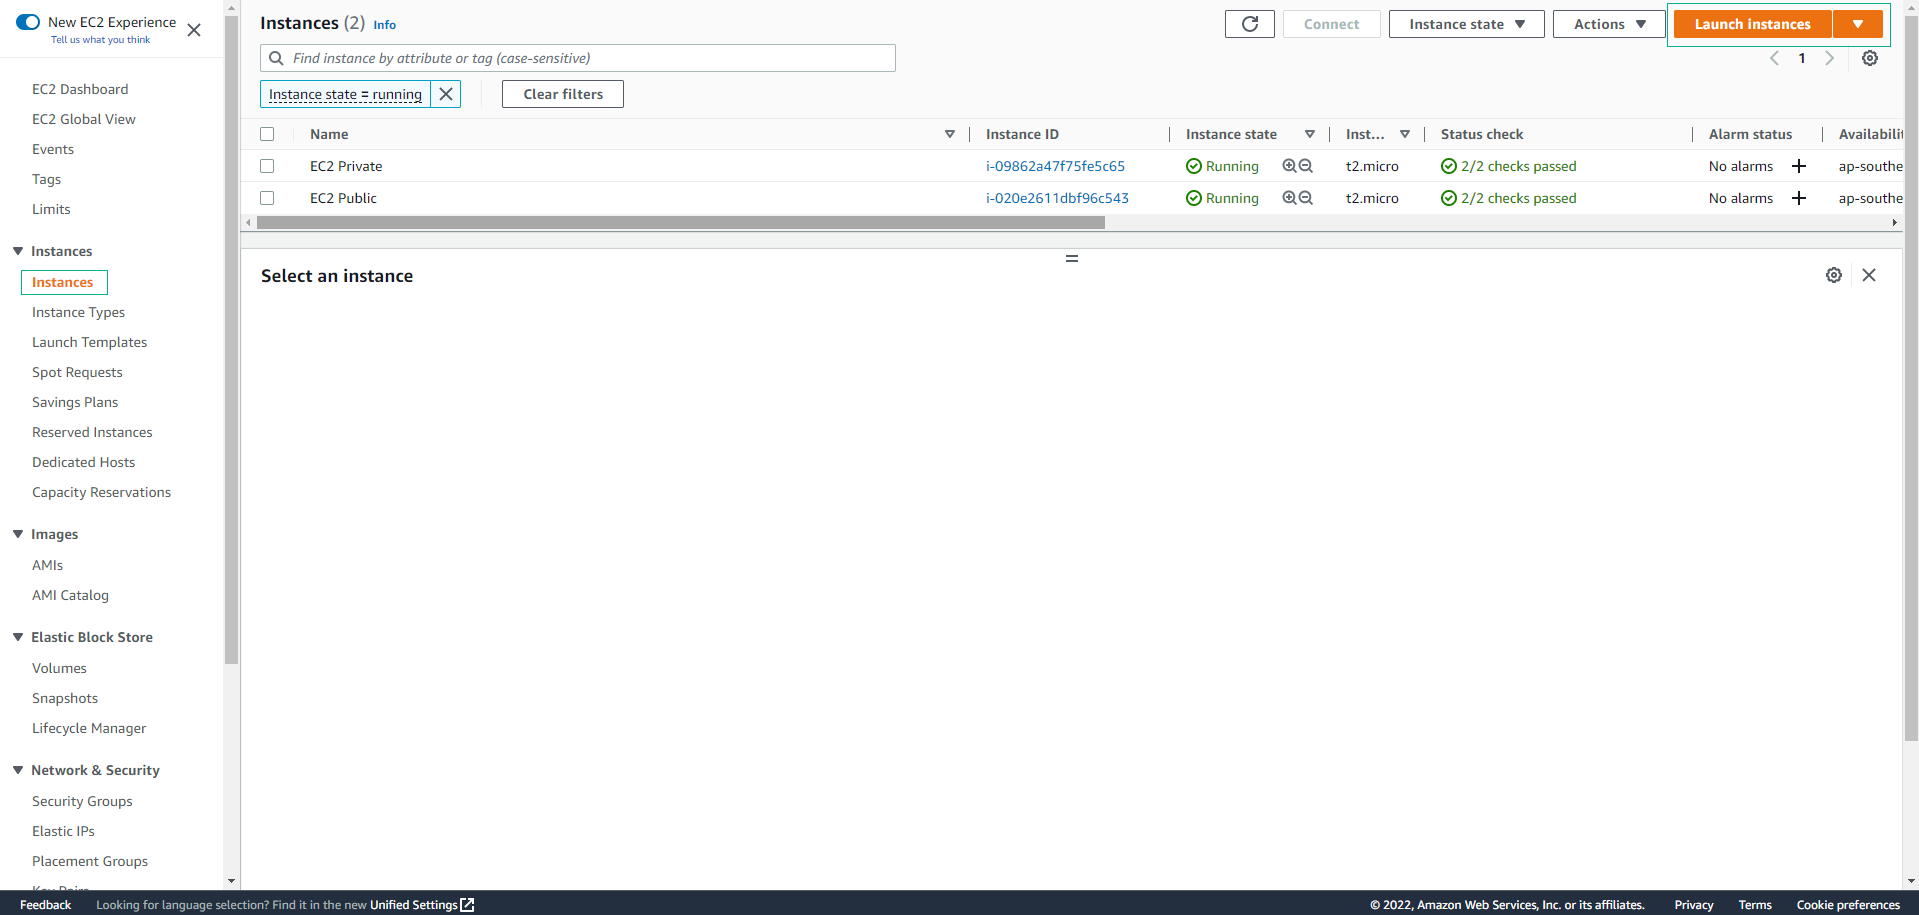 New EC2 Experience
Tell us what you think
EC2 Dashboard
EC2 Global View
Events
Tags
Limits
Instances
Instances
Instance Types
Launch Templates
Spot Requests
Savings Plans
Reserved Instances
Dedicated Hosts
Capacity Reservations
Images
AMIs
AMI Catalog
Elastic Block Store
Volumes
Snapshots
Lifecycle Manager
Network & Security
Security Groups
Elastic IPs
Placement Groups
Instances (2) Info
Connect
Instance state
Actions
Launch instances
Find instance by attribute or tag (case-sensitive)
1
Instance state = running
Clear filters
Name Instance ID Instance state Inst... Status check Alarm status Availabili
EC2 Private i-09862a47f75fe5c65 Running t2.micro 2/2 checks passed No alarms ap-southe
EC2 Public i-020e2611dbf96c543 Running t2.micro 2/2 checks passed No alarms ap-southe
Select an instance
Feedback Looking for language selection? Find it in the new Unified Settings © 2022, Amazon Web Services, Inc. or its affiliates. Privacy Terms Cookie preferences